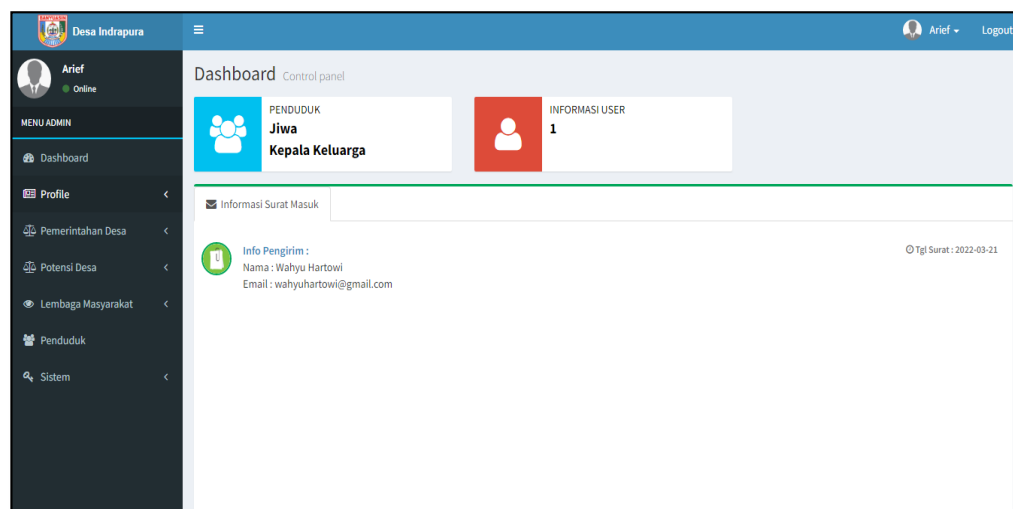 BANYUASIN
Desa Indrapura
Arief
Logout
Arief
Online
MENU ADMIN
Dashboard
Profile
Pemerintahan Desa
Potensi Desa
Lembaga Masyarakat
Penduduk
Sistem
Dashboard Control panel
PENDUDUK
Jiwa
Kepala Keluarga
INFORMASI USER
1
Informasi Surat Masuk
Info Pengirim :
Tgl Surat : 2022-03-21
Nama : Wahyu Hartowi
Email : wahyuhartowi@gmail.com